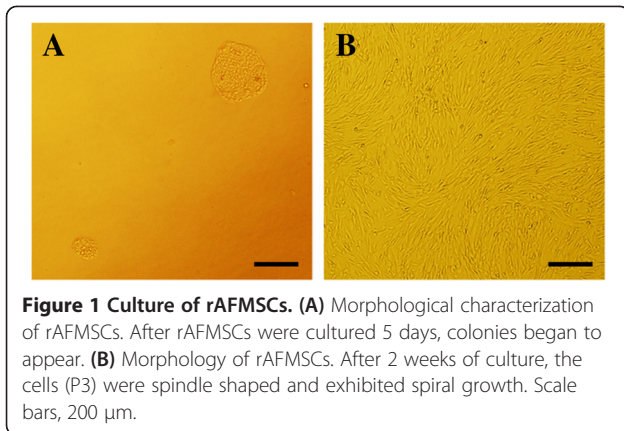 A
B
Figure 1 Culture of rAFMSCs. (A) Morphological characterization
of rAFMSCs. After rAFMSCs were cultured 5 days, colonies began to
appear. (B) Morphology of rAFMSCs. After 2 weeks of culture, the
cells (P3) were spindle shaped and exhibited spiral growth. Scale
bars, 200 μm.